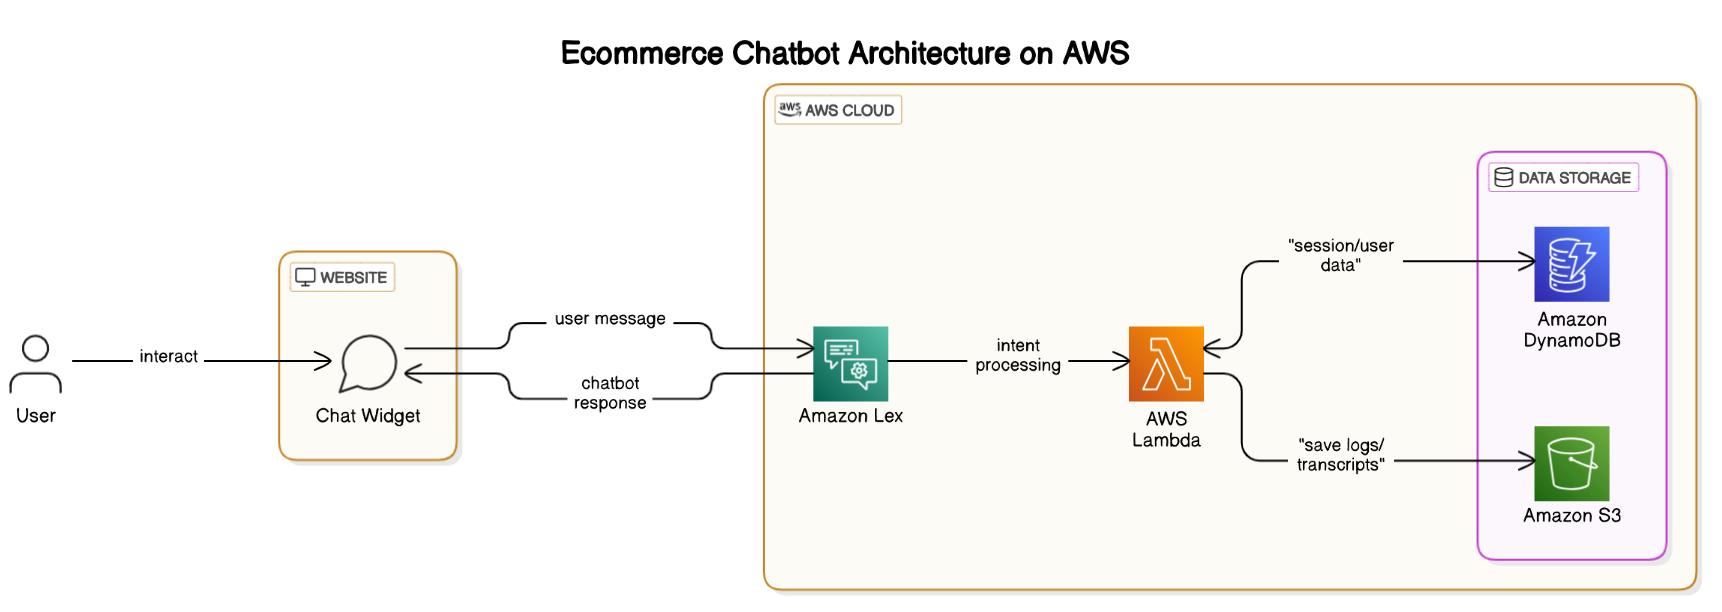 Ecommerce Chatbot Architecture on AWS
aws AWS CLOUD
DATA STORAGE
WEBSITE
"session/user
data"
Amazon
DynamoDB
user message
interact
intent
processing
chatbot
response
User
Chat Widget
Amazon Lex
AWS
Lambda
"save logs/
transcripts"
Amazon S3